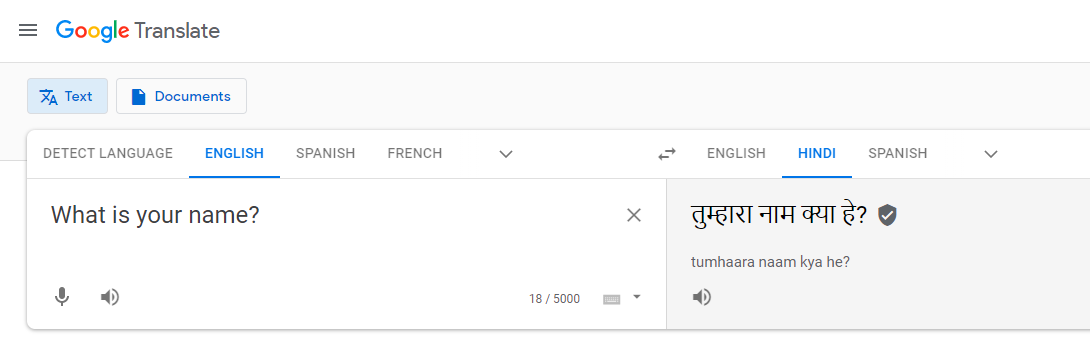 Google Translate
Text Documents
DETECT LANGUAGE ENGLISH SPANISH FRENCH ENGLISH HINDI SPANISH
What is your name? तुम्हारा नाम क्या हे?
tumhaara naam kya he?
18 / 5000